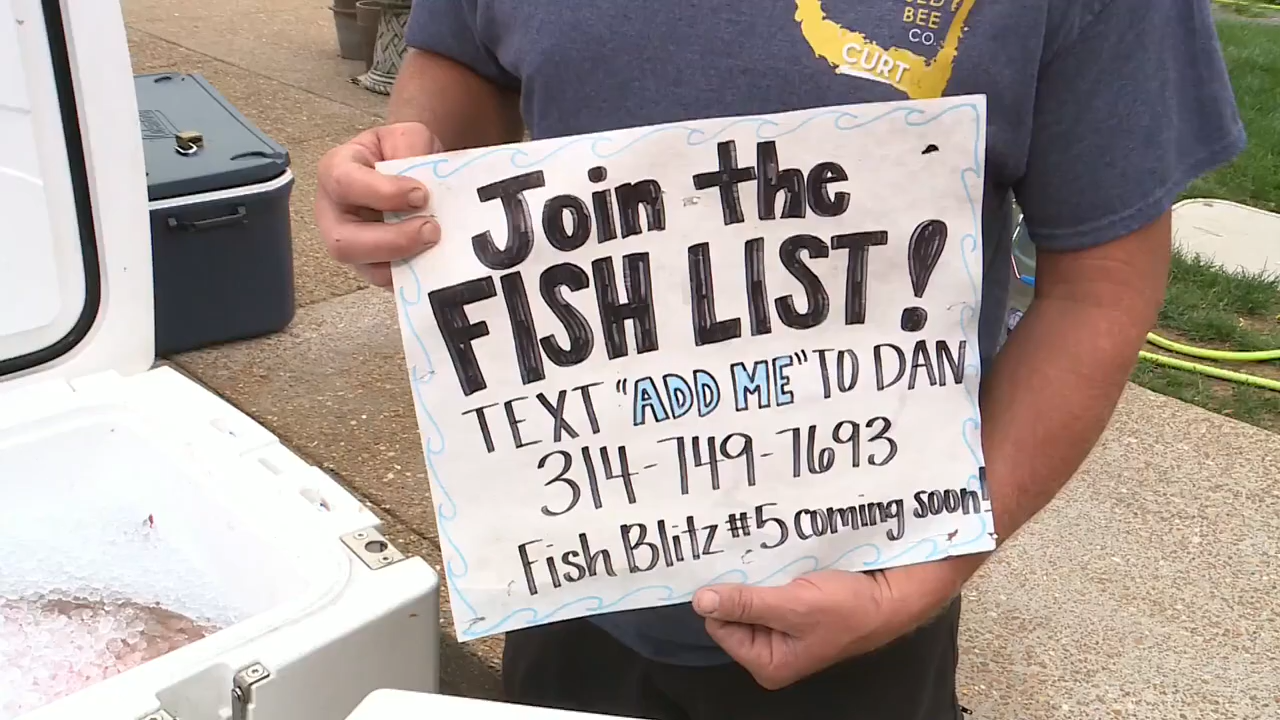 BEE
CO.
CURT
Join the
FISH LIST!
TEXT "ADD ME" TO DAN
314-749-7693
Fish Blitz #5 coming soon!